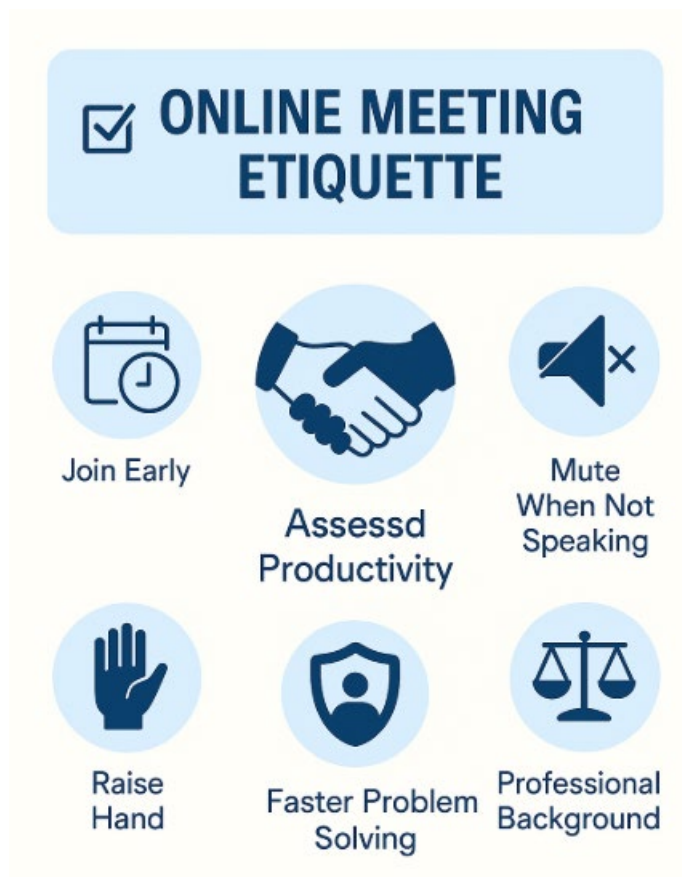 ONLINE MEETING
ETIQUETTE
Join Early
Assessd
Productivity
Mute
When Not
Speaking
Raise
Hand
Faster Problem
Solving
Professional
Background